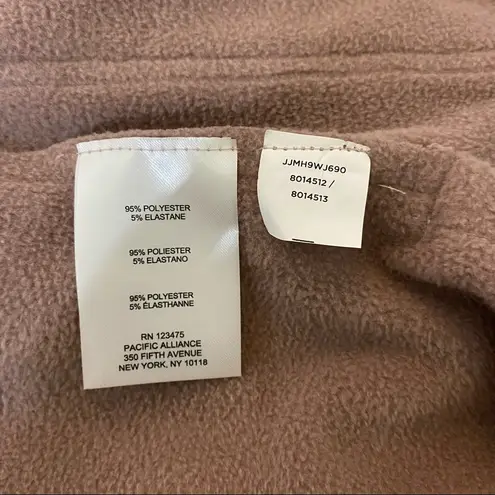 95% POLYESTER
5% ELASTANE
95% POLIESTER
5% ELASTANO
95% POLYESTER
5% ÉLASTHANNE
RN 123475
PACIFIC ALLIANCE
350 FIFTH AVENUE
NEW YORK, NY 10118
JJMH9WJ690
8014512 /
8014513